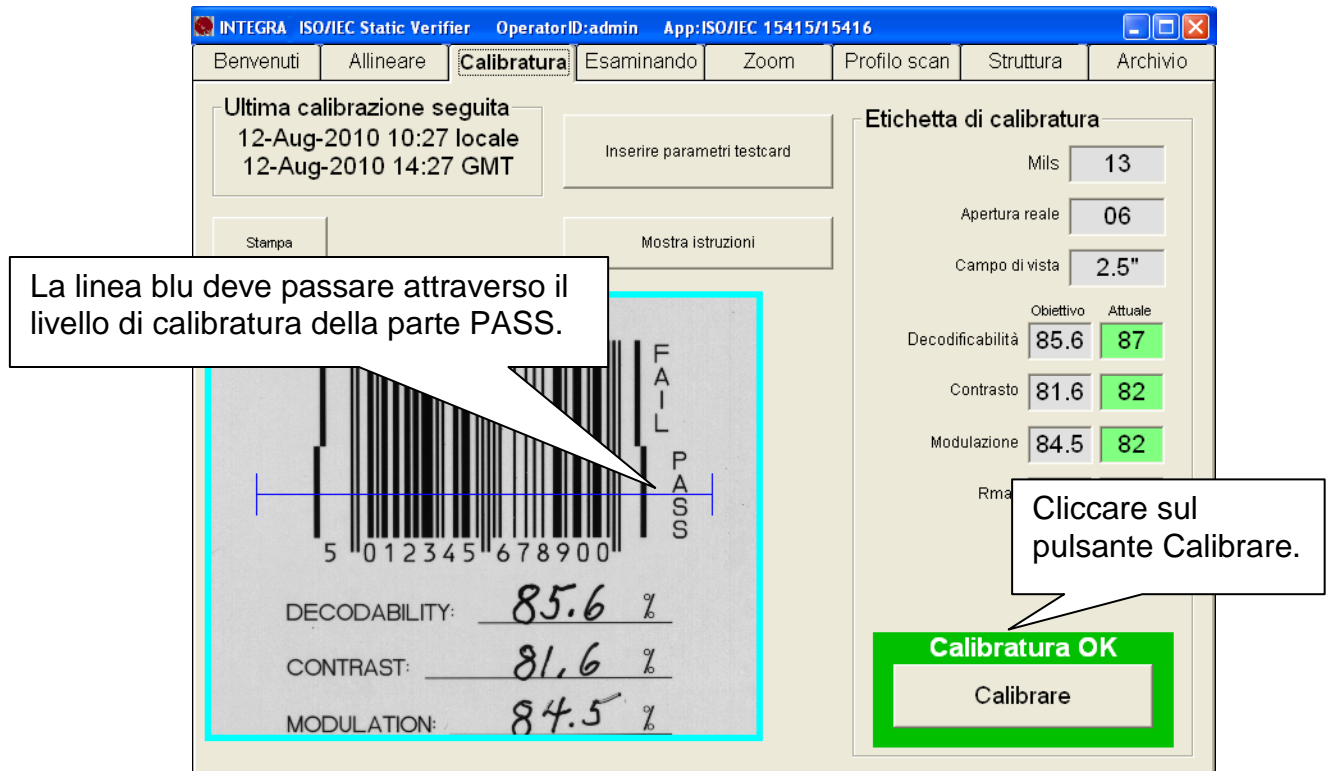 INTEGRA ISO/IEC Static Verifier OperatorID:admin App:ISO/IEC 15415/15416
Benvenuti Allineare Calibratura Esaminando Zoom Profilo scan Struttura Archivio
Ultima calibrazione seguita
12-Aug-2010 10:27 locale
12-Aug-2010 14:27 GMT
Inserire parametri testcard
Stampa
Mostra istruzioni
La linea blu deve passare attraverso il
livello di calibratura della parte PASS.
FAIL
PASS
5 012345 678900
DECODABILITY: 85.6 %
CONTRAST: 81.6 %
MODULATION: 84.5 %
Etichetta di calibratura
Mils 13
Apertura reale 06
Campo di vista 2.5"
Obiettivo Attuale
Decodificabilità 85.6 87
Contrasto 81.6 82
Modulazione 84.5 82
Cliccare sul
pulsante Calibrare.
Calibratura OK
Calibrare